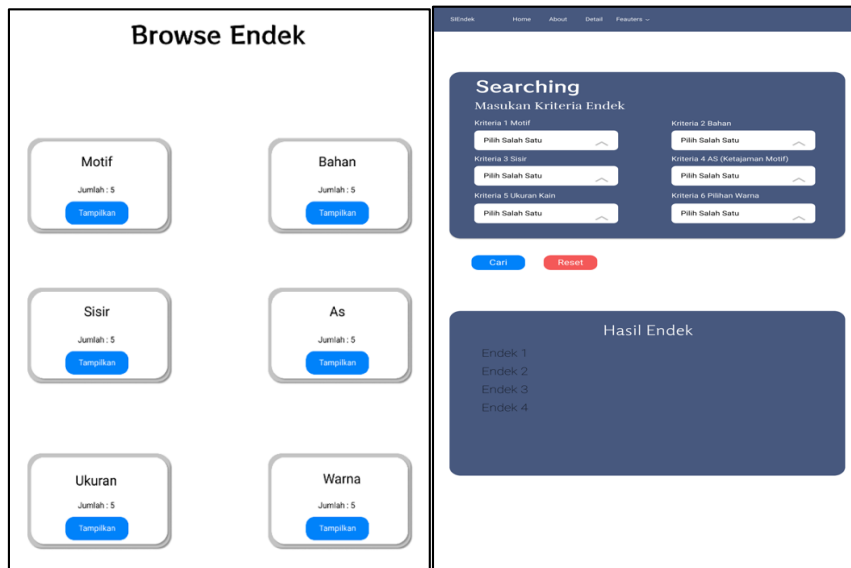 Browse Endek
Motif
Jumlah : 5
Tampilkan
Bahan
Jumlah : 5
Tampilkan
Sisir
Jumlah : 5
Tampilkan
As
Jumlah : 5
Tampilkan
Ukuran
Jumlah : 5
Tampilkan
Warna
Jumlah : 5
Tampilkan
SIEndek Home About Detail Feauters
Searching
Masukan Kriteria Endek
Kriteria 1 Motif
Pilih Salah Satu
Kriteria 2 Bahan
Pilih Salah Satu
Kriteria 3 Sisir
Pilih Salah Satu
Kriteria 4 AS (Ketajaman Motif)
Pilih Salah Satu
Kriteria 5 Ukuran Kain
Pilih Salah Satu
Kriteria 6 Pilihan Warna
Pilih Salah Satu
Cari
Reset
Hasil Endek
Endek 1
Endek 2
Endek 3
Endek 4